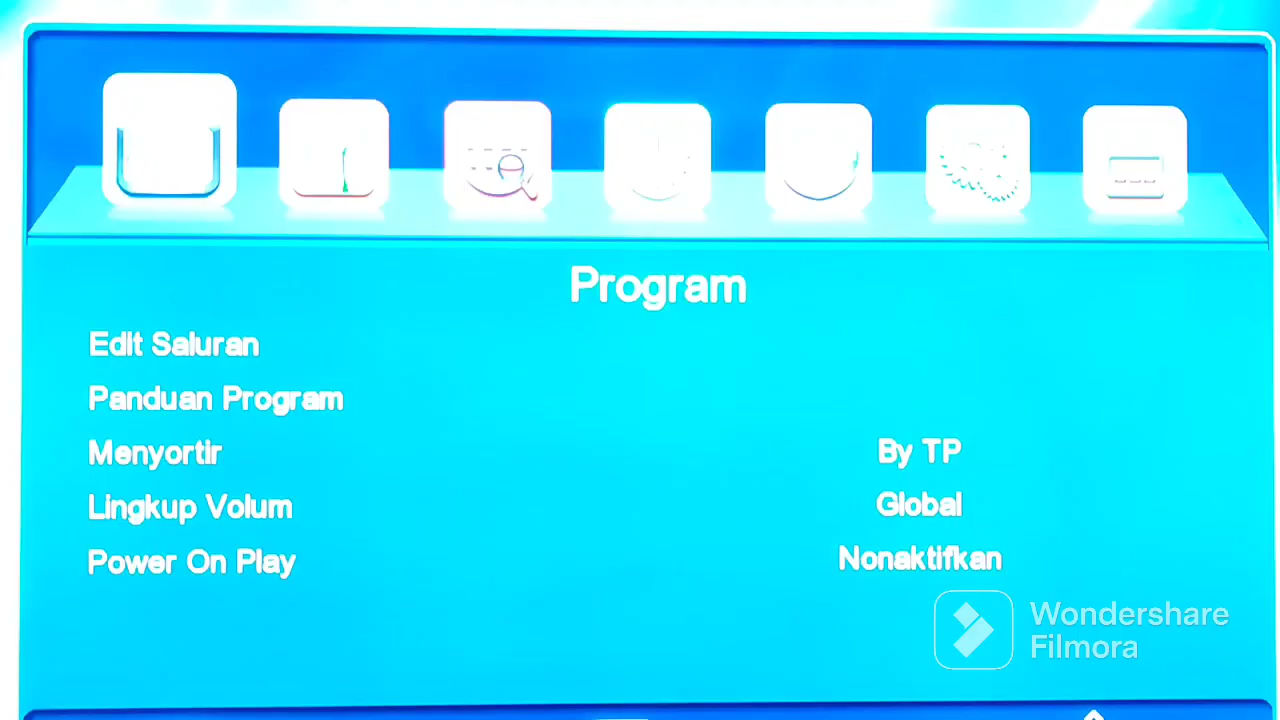 Program
Edit Saluran
Panduan Program
Menyortir By TP
Lingkup Volum Global
Power On Play Nonaktifkan
Wondershare
Filmora